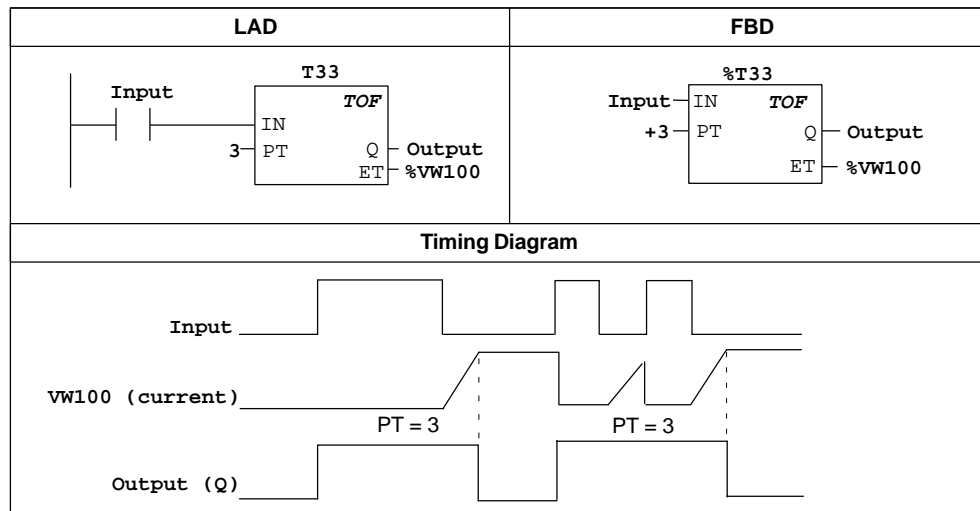 LAD
FBD
T33
Input
TOF
IN
3
PT
Q
Output
ET
%VW100
%T33
Input
IN
TOF
+3
PT
Q
Output
ET
%VW100
Timing Diagram
Input
VW100 (current)
PT = 3
PT = 3
Output (Q)